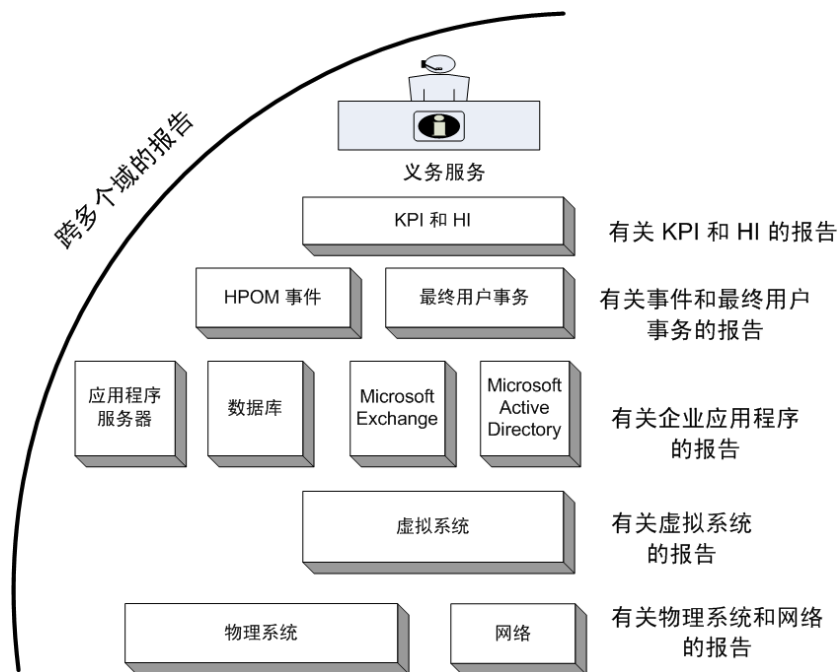 跨多个域的报告
义务服务
KPI 和 HI
有关 KPI 和 HI 的报告
HPOM 事件
最终用户事务
有关事件和最终用户
事务的报告
应用程序
服务器
数据库
Microsoft
Exchange
Microsoft
Active
Directory
有关企业应用程序
的报告
虚拟系统
有关虚拟系统
的报告
物理系统
网络
有关物理系统和网络
的报告